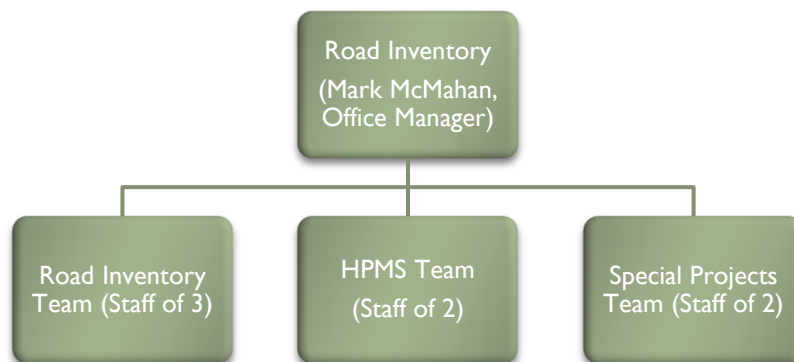 Road Inventory
(Mark McMahan,
Office Manager)
Road Inventory
Team (Staff of 3)
HPMS Team
(Staff of 2)
Special Projects
Team (Staff of 2)